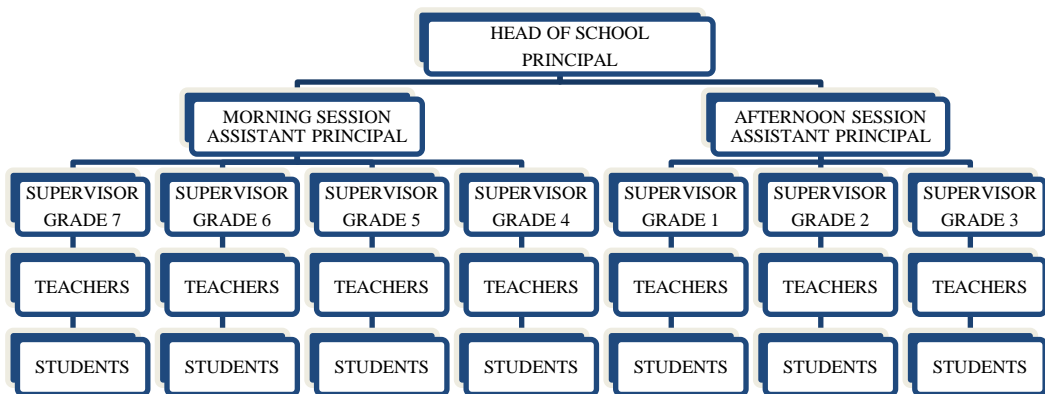 HEAD OF SCHOOL
PRINCIPAL
MORNING SESSION
ASSISTANT PRINCIPAL
AFTERNOON SESSION
ASSISTANT PRINCIPAL
SUPERVISOR
GRADE 7
SUPERVISOR
GRADE 6
SUPERVISOR
GRADE 5
SUPERVISOR
GRADE 4
SUPERVISOR
GRADE 1
SUPERVISOR
GRADE 2
SUPERVISOR
GRADE 3
TEACHERS
TEACHERS
TEACHERS
TEACHERS
TEACHERS
TEACHERS
TEACHERS
STUDENTS
STUDENTS
STUDENTS
STUDENTS
STUDENTS
STUDENTS
STUDENTS